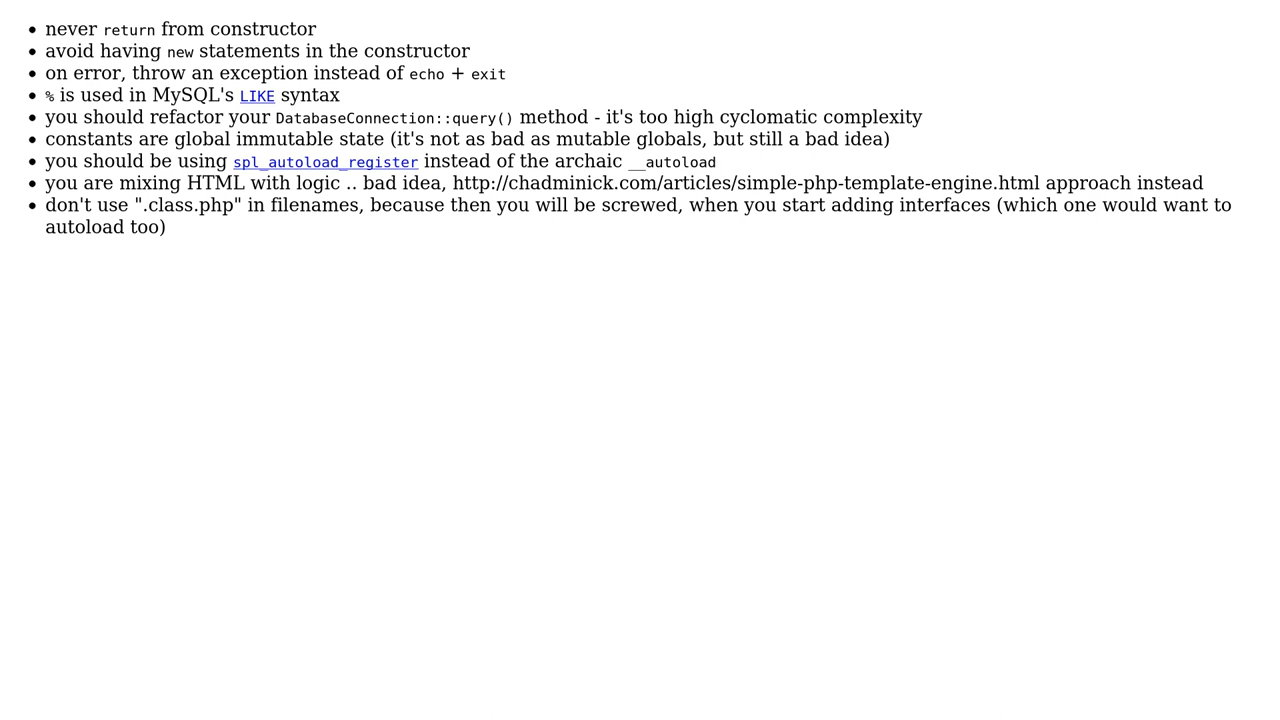 • never return from constructor
• avoid having new statements in the constructor
• on error, throw an exception instead of echo + exit
• % is used in MySQL's LIKE syntax
• you should refactor your DatabaseConnection::query() method - it's too high cyclomatic complexity
• constants are global immutable state (it's not as bad as mutable globals, but still a bad idea)
• you should be using spl_autoload_register instead of the archaic __autoload
• you are mixing HTML with logic .. bad idea, http://chadminick.com/articles/simple-php-template-engine.html approach instead
• don't use ".class.php" in filenames, because then you will be screwed, when you start adding interfaces (which one would want to
autoload too)